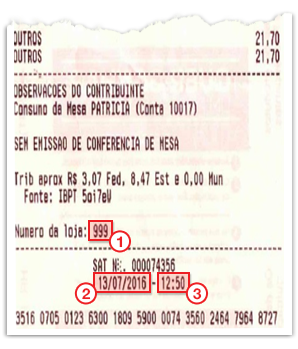 OUTROS 21,70
OUTROS 21,70
OBSERVACOES DO CONTRIBUINTE
Consumo da Mesa PATRICIA (Conta 10017)
SEM EMISSAO DE CONFERENCIA DE MESA
Trib aprox R$ 3,07 Fed, 8,47 Est e 0,00 Mun
Fonte: IBPT 5oi7eW
Numero da loja: 999
1
SAT Nº. 000074356
2 13/07/2016 - 12:50 3
3516 0705 0123 6300 1809 5900 0074 3560 2464 7964 8727